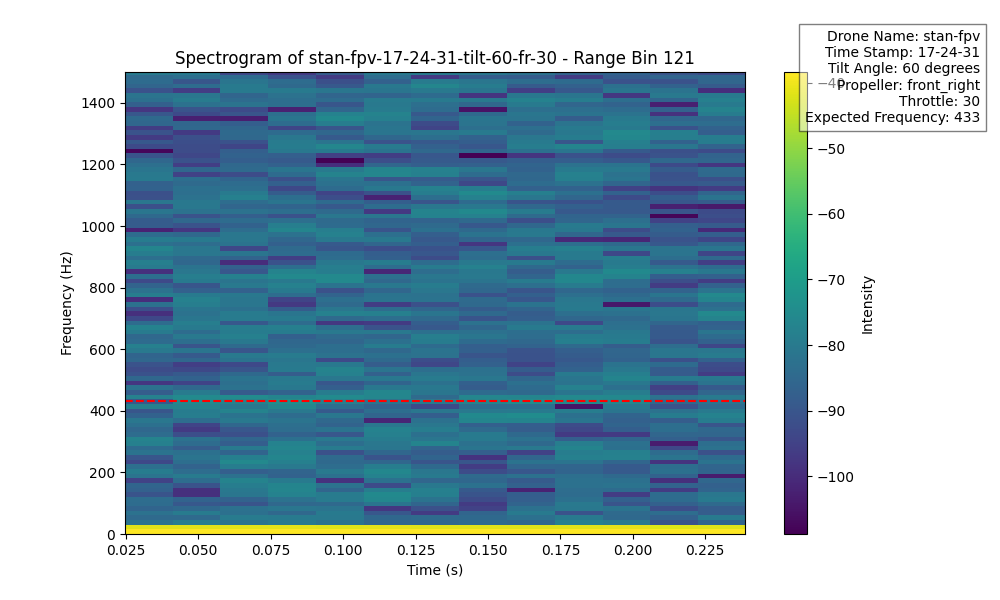 Spectrogram of stan-fpv-17-24-31-tilt-60-fr-30 - Range Bin 121
Drone Name: stan-fpv
Time Stamp: 17-24-31
Tilt Angle: 60 degrees
Propeller: front_right
Throttle: 30
Expected Frequency: 433
Frequency (Hz)
1400
1200
1000
800
600
400
200
0
0.025
0.050
0.075
0.100
0.125
0.150
0.175
0.200
0.225
Time (s)
−40
−50
−60
−70
−80
−90
−100
Intensity